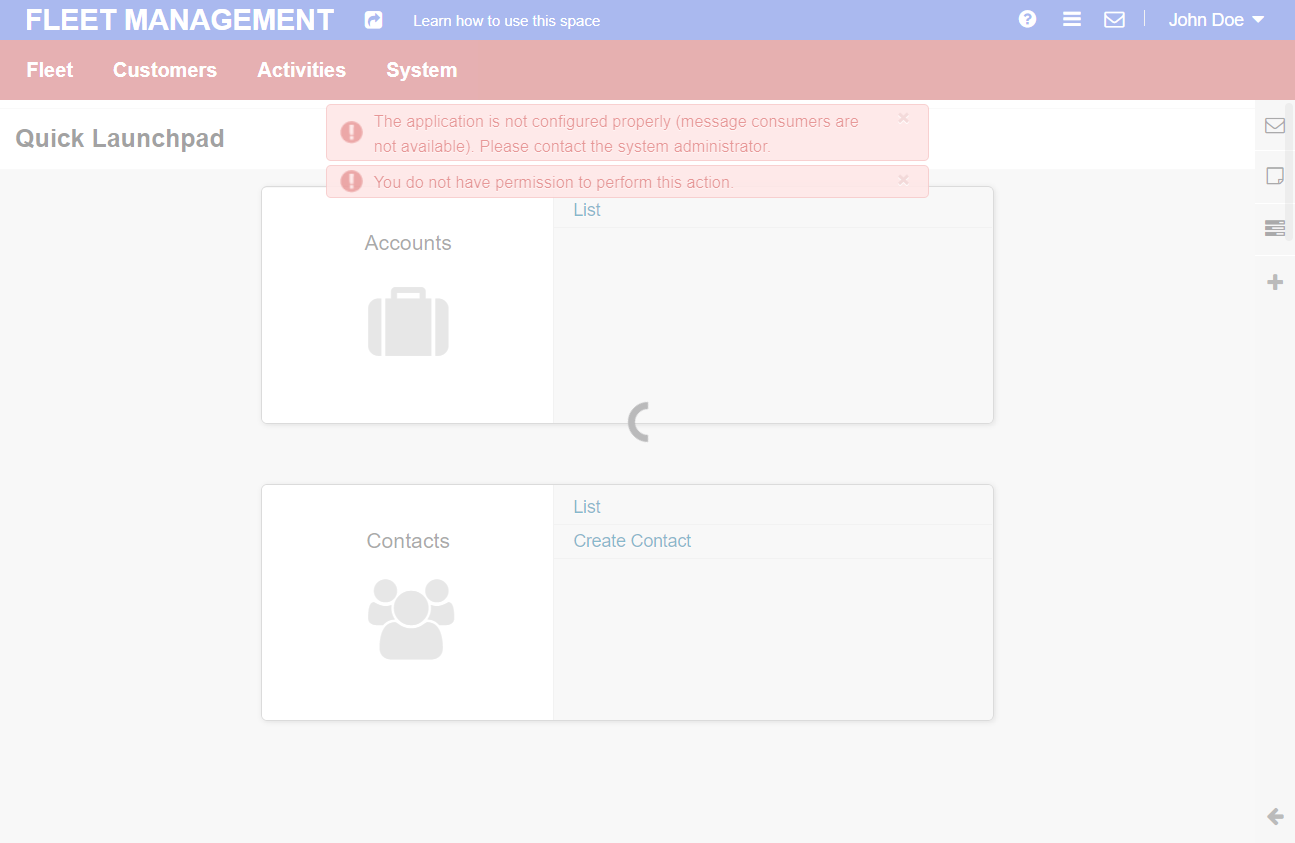 FLEET MANAGEMENT
Learn how to use this space
John Doe
Fleet
Customers
Activities
System
Quick Launchpad
The application is not configured properly (message consumers are
not available). Please contact the system administrator.
You do not have permission to perform this action.
Accounts
List
Contacts
List
Create Contact